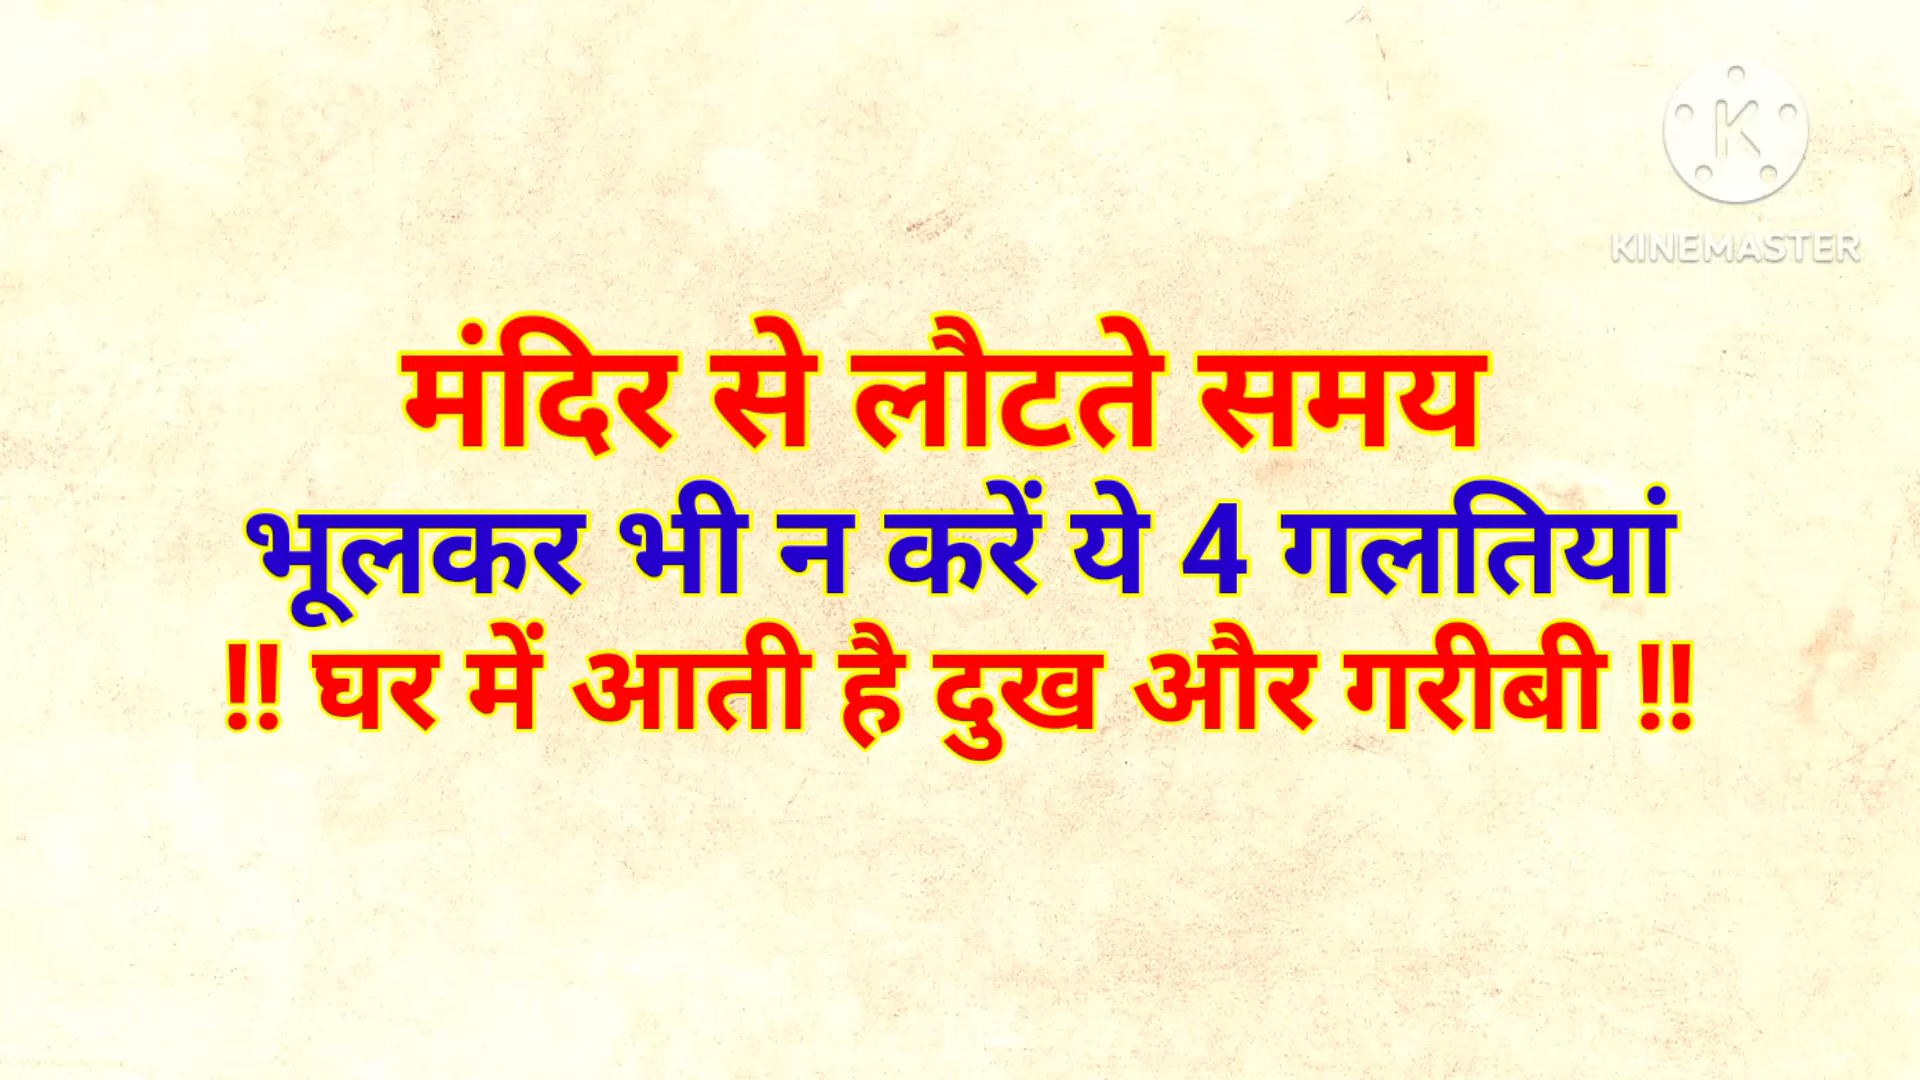 KINEMASTER
मंदिर से लौटते समय
भूलकर भी न करें ये 4 गलतियां
!! घर में आती है दुख और गरीबी !!